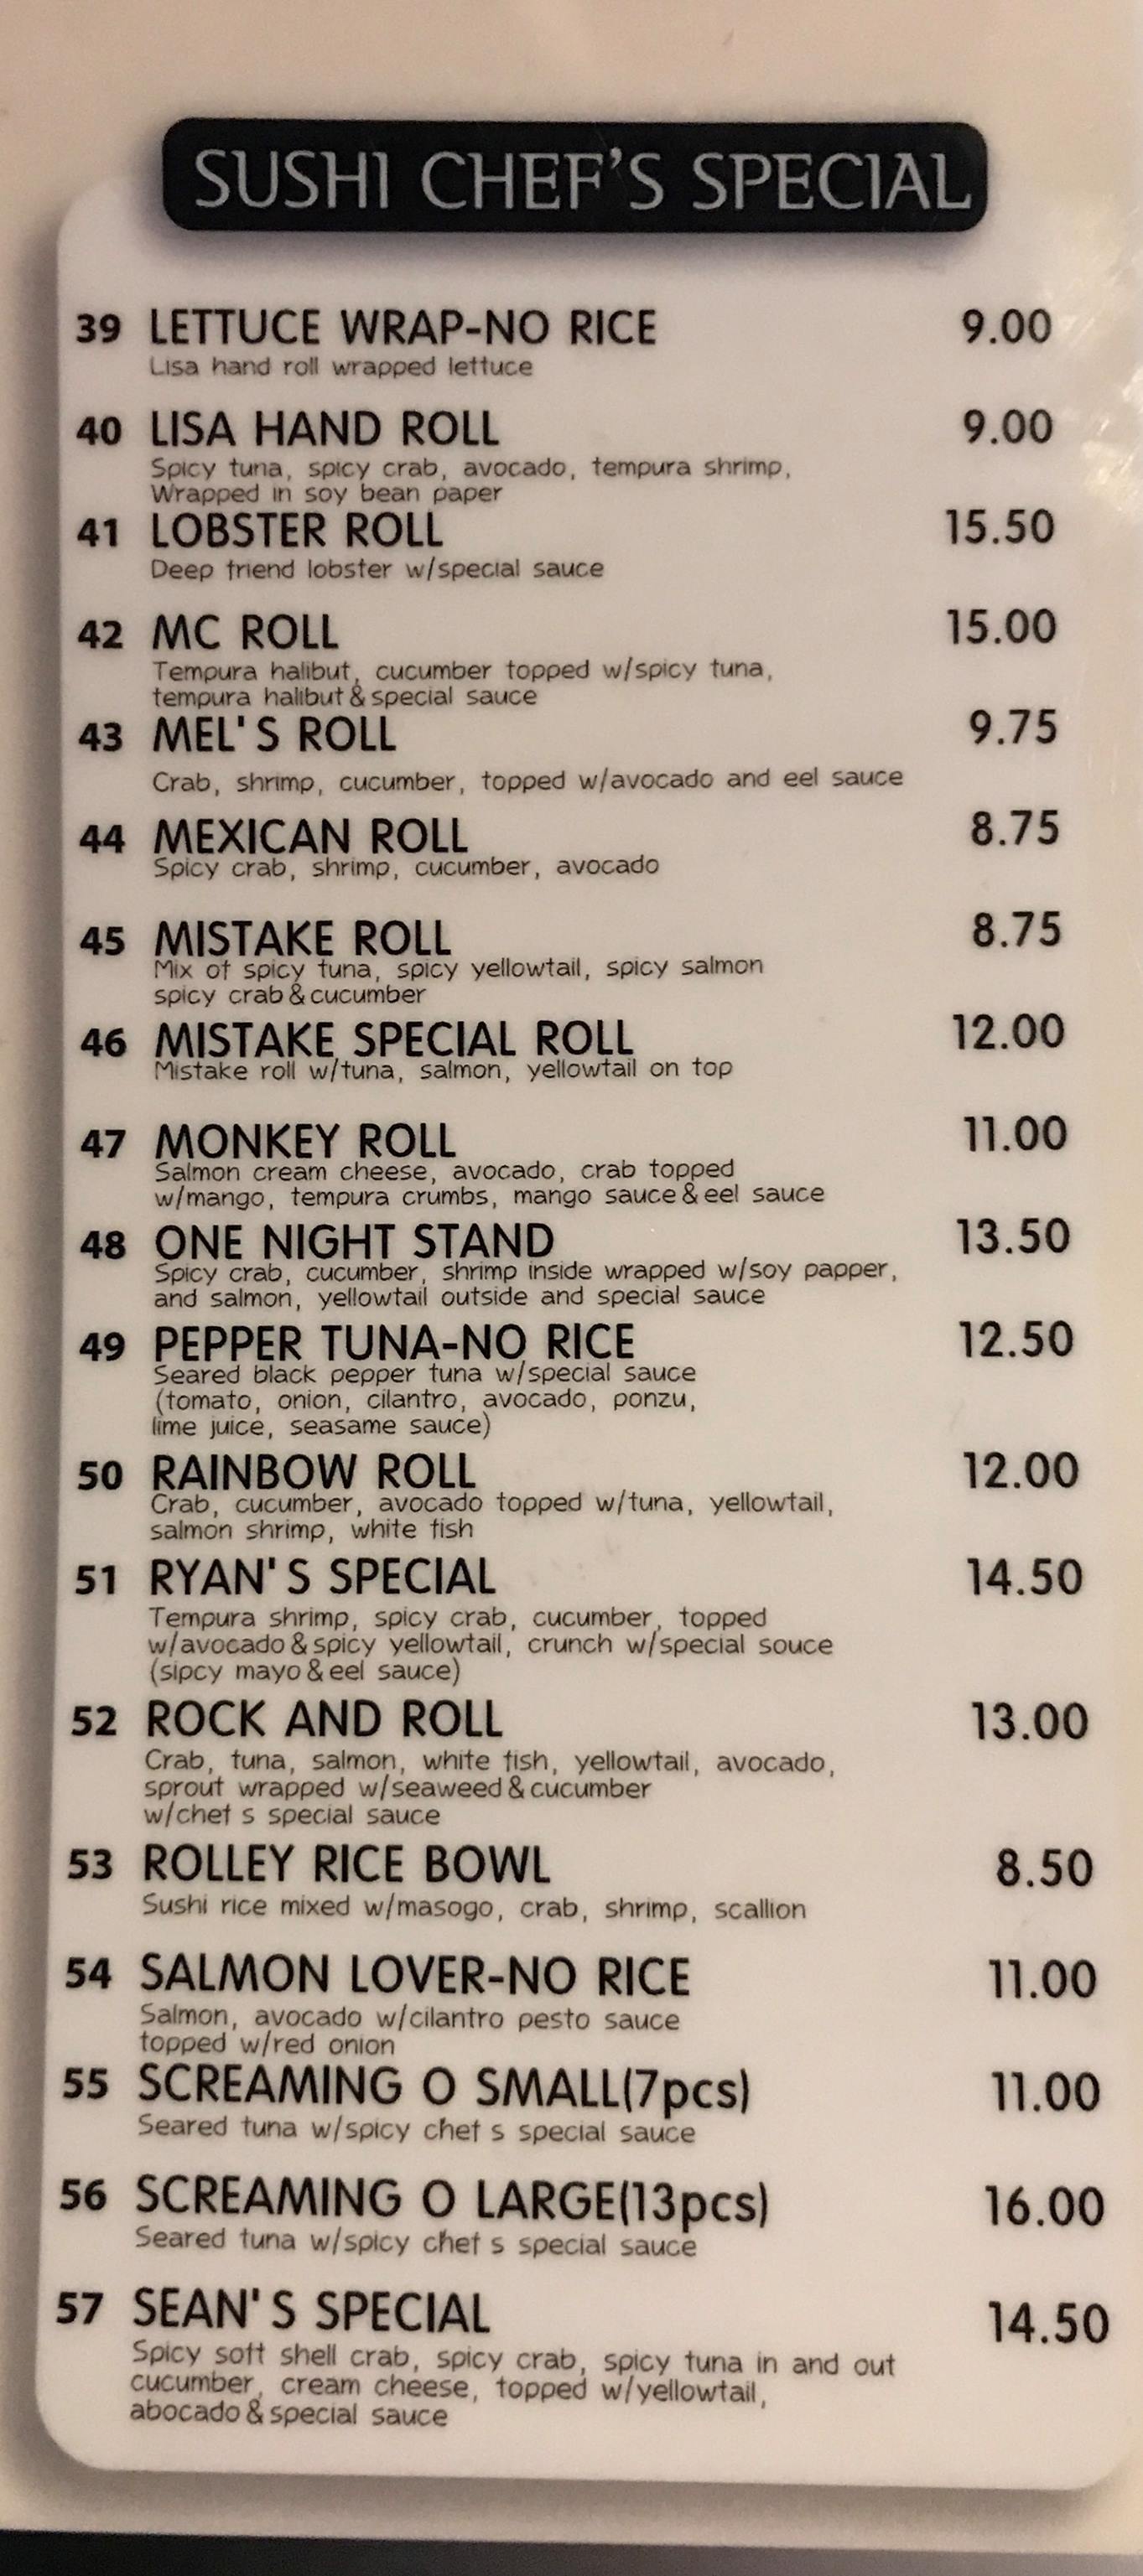 SUSHI CHEF'S SPECIAL
39 LETTUCE WRAP-NO RICE 9.00
Lisa hand roll wrapped lettuce
40 LISA HAND ROLL 9.00
Spicy tuna, spicy crab, avocado, tempura shrimp,
Wrapped in soy bean paper
41 LOBSTER ROLL 15.50
Deep friend lobster w/special sauce
42 MC ROLL 15.00
Tempura halibut, cucumber topped w/spicy tuna,
tempura halibut & special sauce
43 MEL'S ROLL 9.75
Crab, shrimp, cucumber, topped w/avocado and eel sauce
44 MEXICAN ROLL 8.75
Spicy crab, shrimp, cucumber, avocado
45 MISTAKE ROLL 8.75
Mix of spicy tuna, spicy yellowtail, spicy salmon
spicy crab & cucumber
46 MISTAKE SPECIAL ROLL 12.00
Mistake roll w/tuna, salmon, yellowtail on top
47 MONKEY ROLL 11.00
Salmon cream cheese, avocado, crab topped
w/mango, tempura crumbs, mango sauce & eel sauce
48 ONE NIGHT STAND 13.50
Spicy crab, cucumber, shrimp inside wrapped w/soy papper,
and salmon, yellowtail outside and special sauce
49 PEPPER TUNA-NO RICE 12.50
Seared black pepper tuna w/special sauce
(tomato, onion, cilantro, avocado, ponzu,
lime juice, seasame sauce)
50 RAINBOW ROLL 12.00
Crab, cucumber, avocado topped w/tuna, yellowtail,
salmon shrimp, white fish
51 RYAN'S SPECIAL 14.50
Tempura shrimp, spicy crab, cucumber, topped
w/avocado & spicy yellowtail, crunch w/special souce
(sipcy mayo & eel sauce)
52 ROCK AND ROLL 13.00
Crab, tuna, salmon, white fish, yellowtail, avocado,
sprout wrapped w/seaweed & cucumber
w/chef s special sauce
53 ROLLEY RICE BOWL 8.50
Sushi rice mixed w/masogo, crab, shrimp, scallion
54 SALMON LOVER-NO RICE 11.00
Salmon, avocado w/cilantro pesto sauce
topped w/red onion
55 SCREAMING O SMALL(7pcs) 11.00
Seared tuna w/spicy chef s special sauce
56 SCREAMING O LARGE(13pcs) 16.00
Seared tuna w/spicy chef s special sauce
57 SEAN'S SPECIAL 14.50
Spicy soft shell crab, spicy crab, spicy tuna in and out
cucumber, cream cheese, topped w/yellowtail,
abocado & special sauce